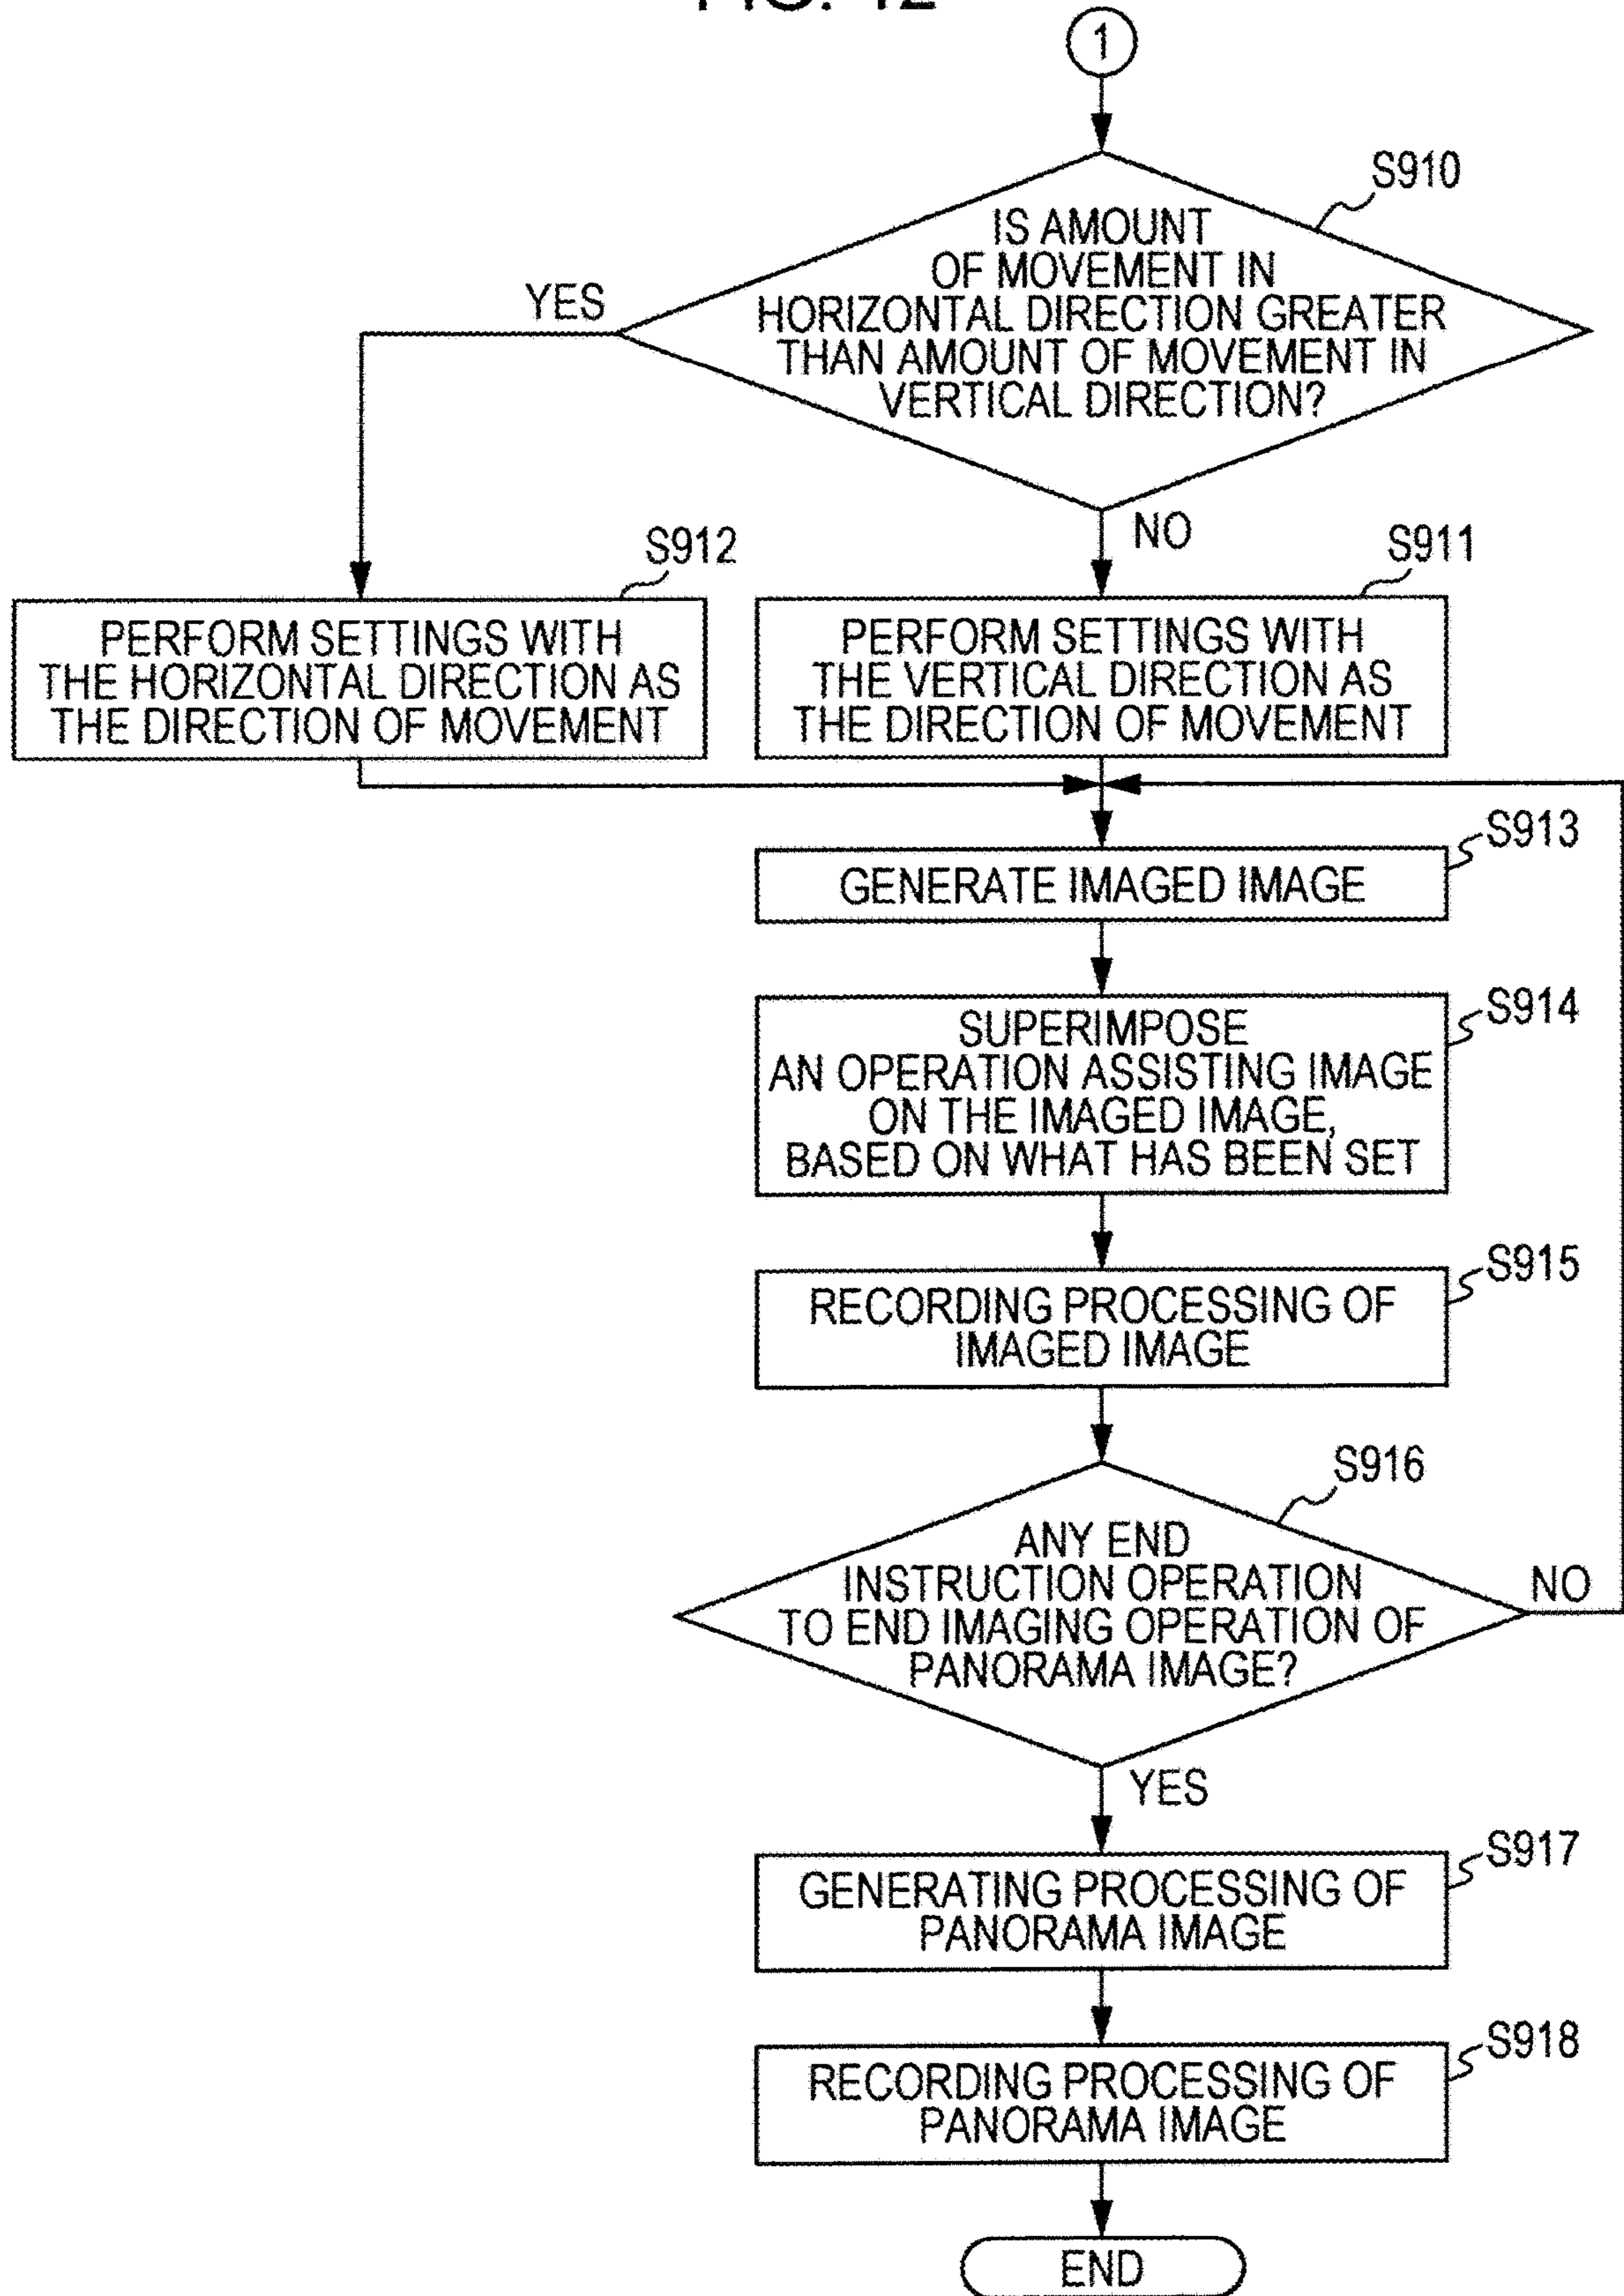 1
S910
IS AMOUNT
OF MOVEMENT IN
HORIZONTAL DIRECTION GREATER
THAN AMOUNT OF MOVEMENT IN
VERTICAL DIRECTION?
YES
NO
S912
PERFORM SETTINGS WITH
THE HORIZONTAL DIRECTION AS
THE DIRECTION OF MOVEMENT
S911
PERFORM SETTINGS WITH
THE VERTICAL DIRECTION AS
THE DIRECTION OF MOVEMENT
S913
GENERATE IMAGED IMAGE
S914
SUPERIMPOSE
AN OPERATION ASSISTING IMAGE
ON THE IMAGED IMAGE,
BASED ON WHAT HAS BEEN SET
S915
RECORDING PROCESSING OF
IMAGED IMAGE
S916
ANY END
INSTRUCTION OPERATION
TO END IMAGING OPERATION OF
PANORAMA IMAGE?
NO
YES
S917
GENERATING PROCESSING OF
PANORAMA IMAGE
S918
RECORDING PROCESSING OF
PANORAMA IMAGE
END